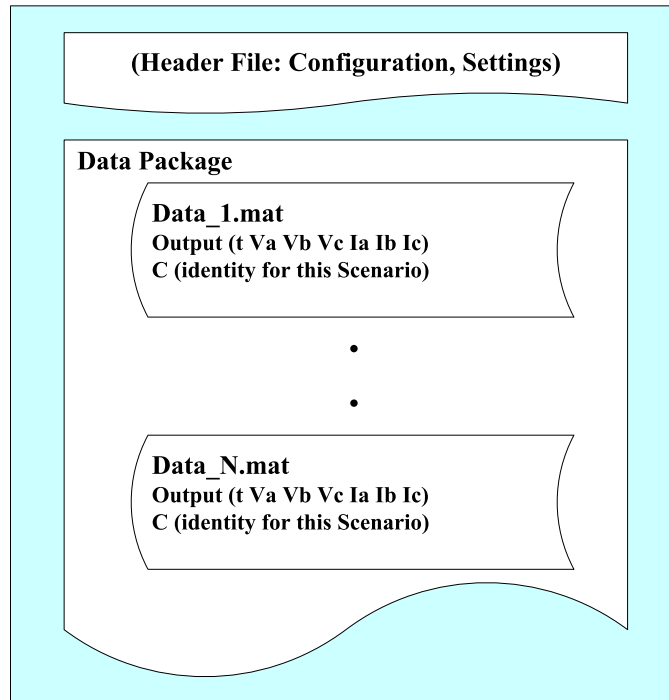 (Header File: Configuration, Settings)
Data Package
Data_1.mat
Output (t Va Vb Vc Ia Ib Ic)
C (identity for this Scenario)
•
•
Data_N.mat
Output (t Va Vb Vc Ia Ib Ic)
C (identity for this Scenario)